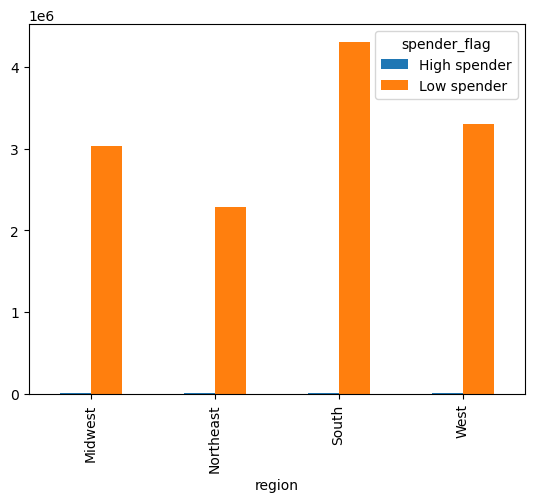 1e6
spender_flag
High spender
Low spender
4
3
2
1
0
Midwest
Northeast
South
West
region